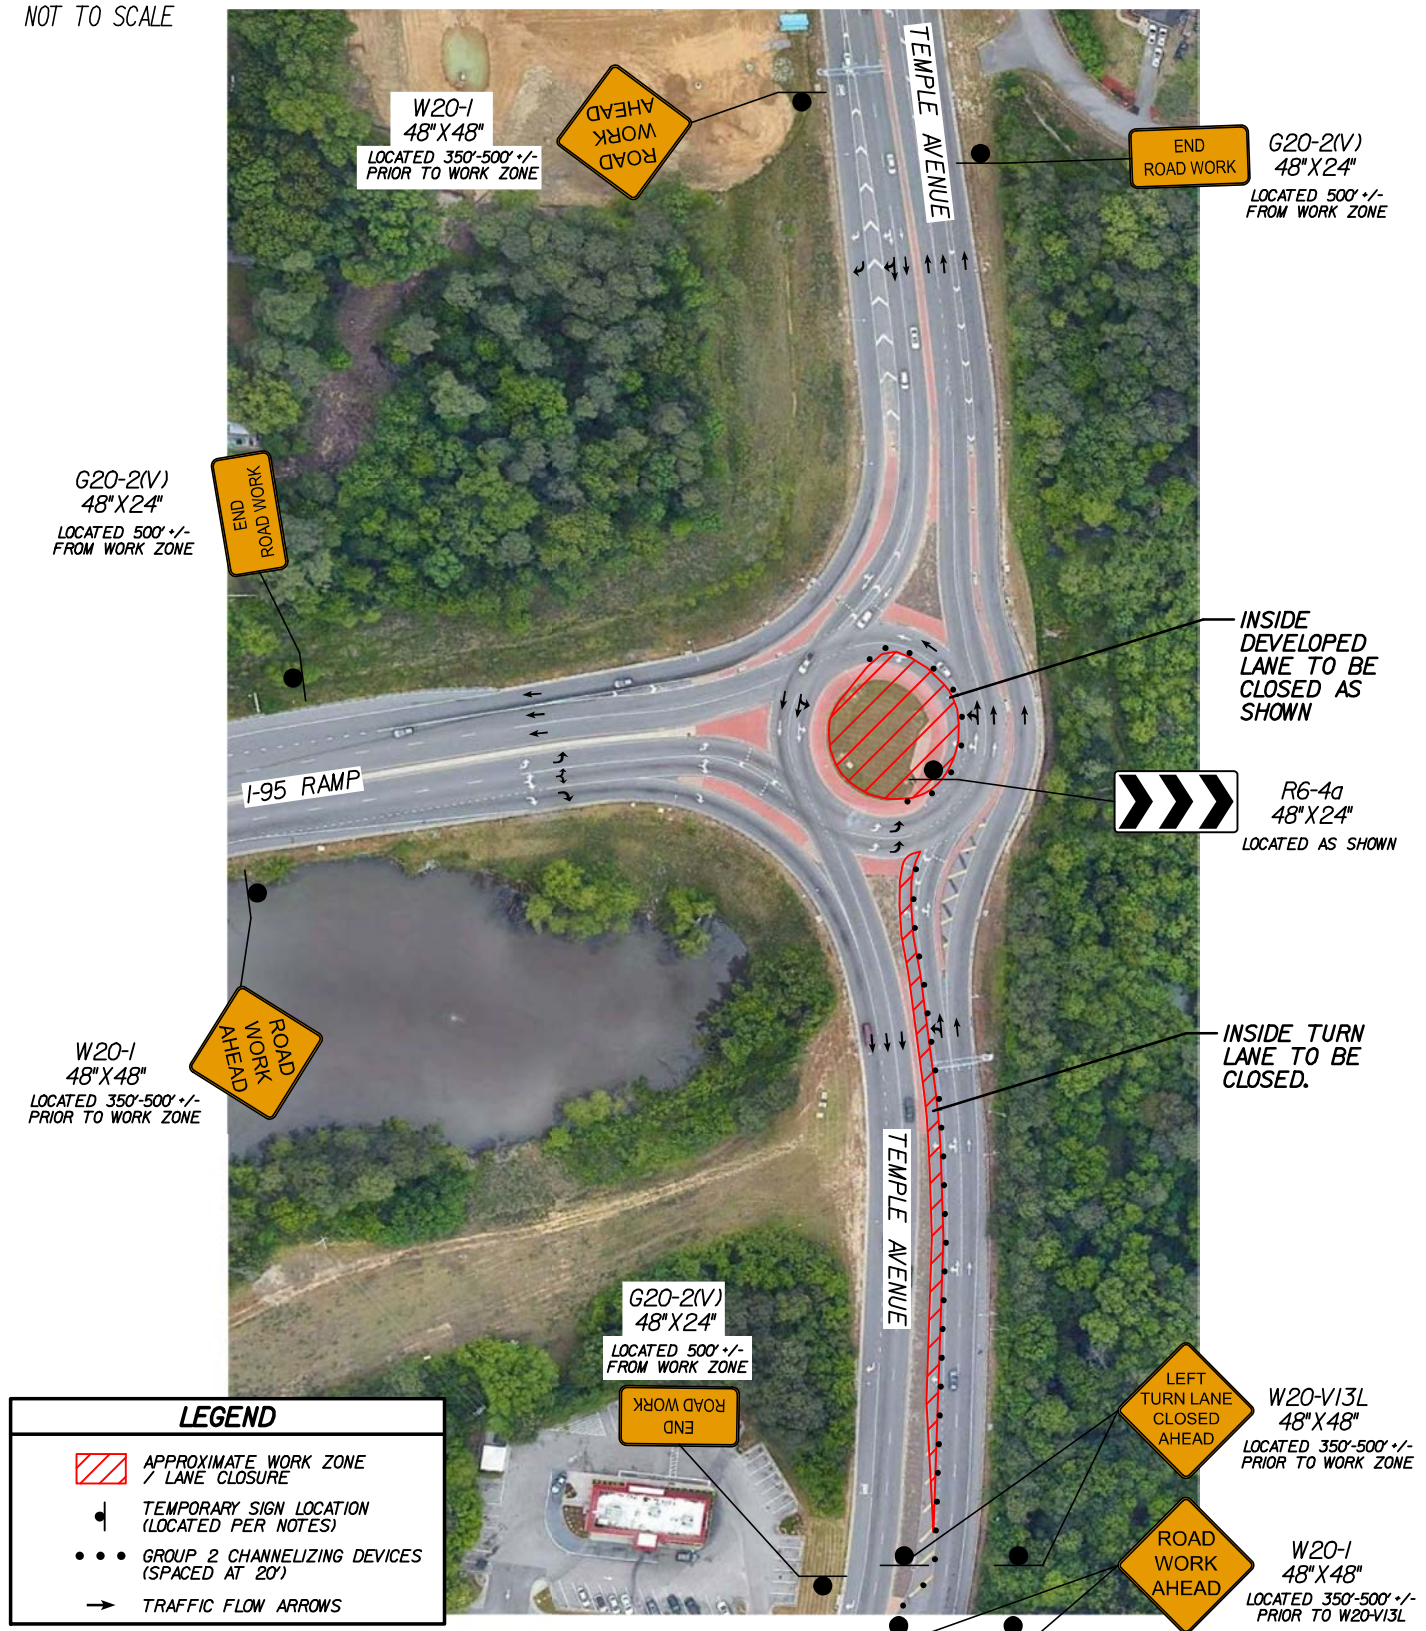 NOT TO SCALE
W20-1
48"X48"
LOCATED 350'-500' +/-
PRIOR TO WORK ZONE
ROAD
WORK
AHEAD
TEMPLE AVENUE
END
ROAD WORK
G20-2(V)
48"X24"
LOCATED 500' +/-
FROM WORK ZONE
G20-2(V)
48"X24"
LOCATED 500' +/-
FROM WORK ZONE
END
ROAD WORK
INSIDE
DEVELOPED
LANE TO BE
CLOSED AS
SHOWN
I-95 RAMP
R6-4a
48"X24"
LOCATED AS SHOWN
W20-1
48"X48"
LOCATED 350'-500' +/-
PRIOR TO WORK ZONE
ROAD
WORK
AHEAD
INSIDE TURN
LANE TO BE
CLOSED.
TEMPLE AVENUE
G20-2(V)
48"X24"
LOCATED 500' +/-
FROM WORK ZONE
END
ROAD WORK
LEFT
TURN LANE
CLOSED
AHEAD
W20-V13L
48"X48"
LOCATED 350'-500' +/-
PRIOR TO WORK ZONE
ROAD
WORK
AHEAD
W20-1
48"X48"
LOCATED 350'-500' +/-
PRIOR TO W20-V13L
LEGEND
APPROXIMATE WORK ZONE
/ LANE CLOSURE
TEMPORARY SIGN LOCATION
(LOCATED PER NOTES)
GROUP 2 CHANNELIZING DEVICES
(SPACED AT 20')
TRAFFIC FLOW ARROWS